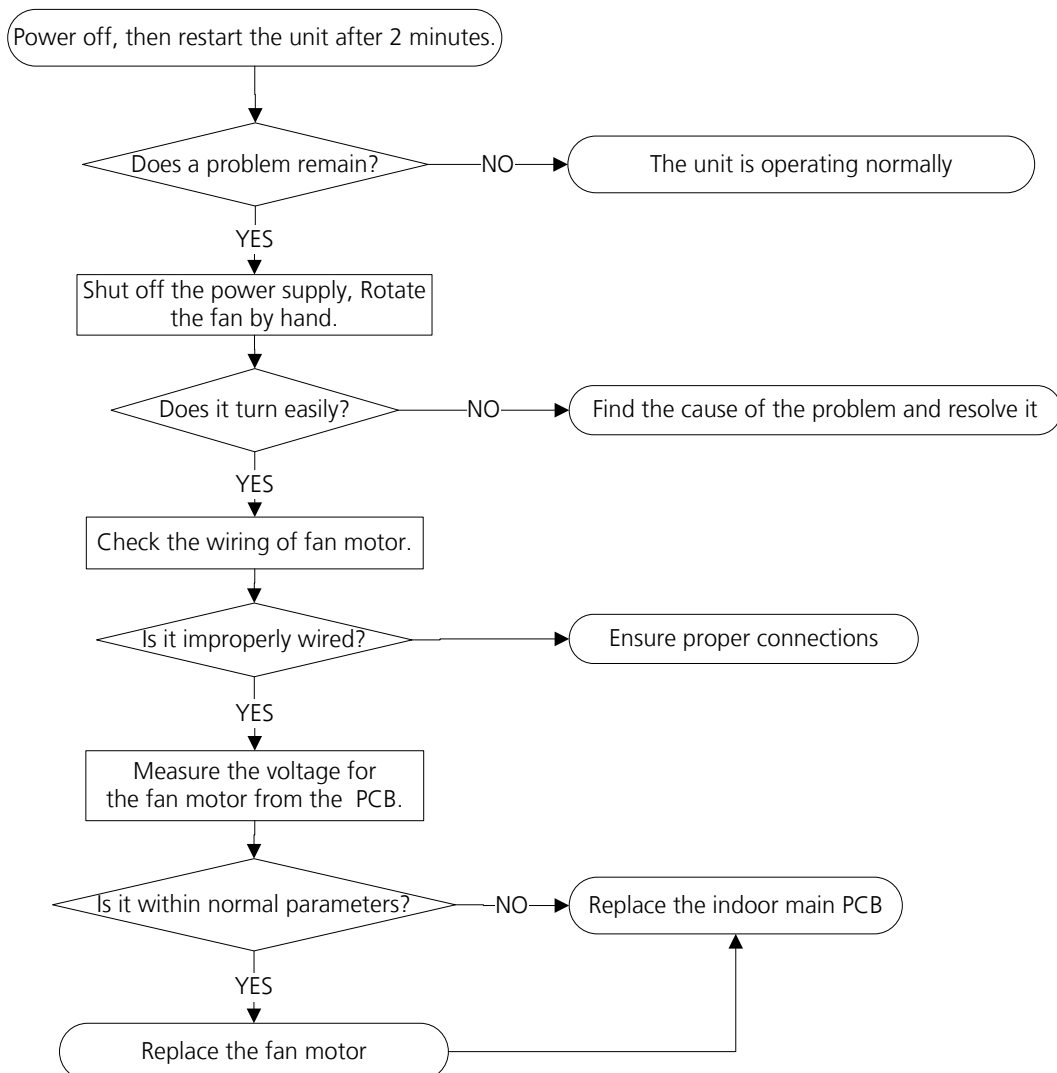 Power off, then restart the unit after 2 minutes.
Does a problem remain?
NO
The unit is operating normally
YES
Shut off the power supply, Rotate
the fan by hand.
Does it turn easily?
NO
Find the cause of the problem and resolve it
YES
Check the wiring of fan motor.
Is it improperly wired?
Ensure proper connections
YES
Measure the voltage for
the fan motor from the PCB.
Is it within normal parameters?
NO
Replace the indoor main PCB
YES
Replace the fan motor